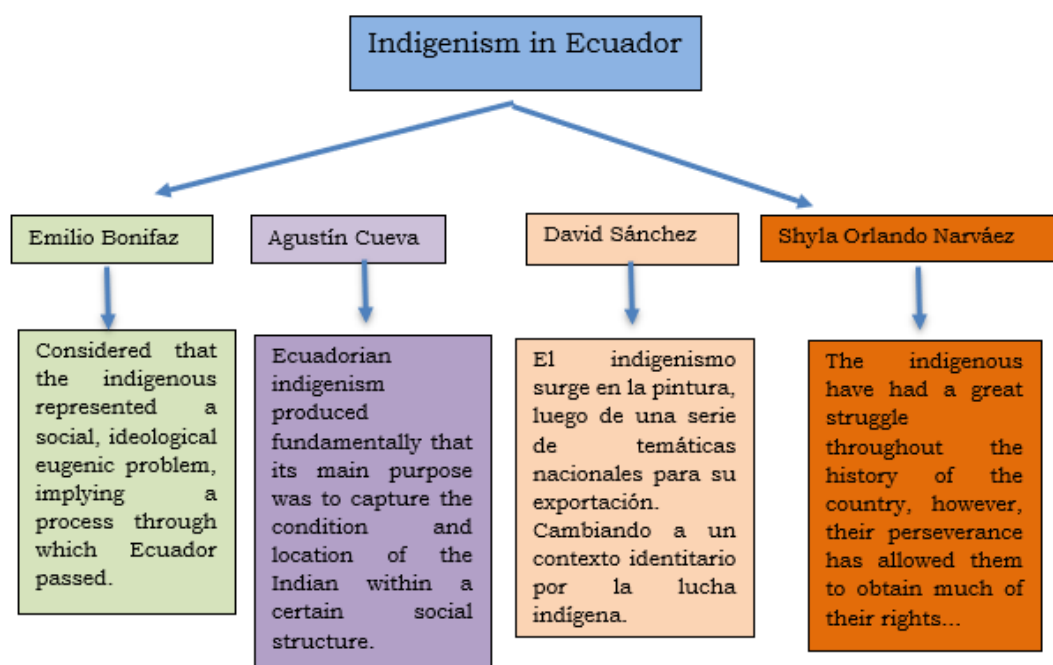 Indigenism in Ecuador
Emilio Bonifaz
Considered that
the indigenous
represented a
social, ideological
eugenic problem,
implying a
process through
which Ecuador
passed.
Agustín Cueva
Ecuadorian
indigenism
produced
fundamentally that
its main purpose
was to capture the
condition and
location of the
Indian within a
certain social
structure.
David Sánchez
El indigenismo
surge en la pintura,
luego de una serie
de temáticas
nacionales para su
exportación.
Cambiando a un
contexto identitario
por la lucha
indígena.
Shyla Orlando Narváez
The indigenous
have had a great
struggle
throughout the
history of the
country, however,
their perseverance
has allowed them
to obtain much of
their rights...